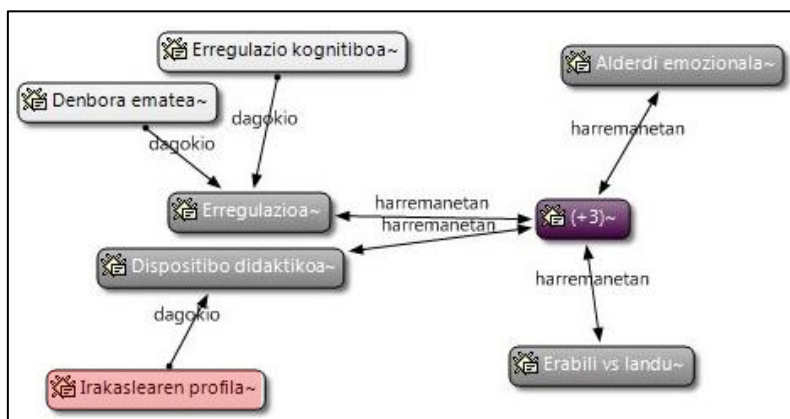 Erregulazio kognitiboa~
Alderdi emozionala~
Denbora ematea~
dagokio
dagokio
harremanetan
Erregulazioa~
harremanetan
(+3)~
harremanetan
Dispositibo didaktikoa~
harremanetan
dagokio
Erabili vs landu~
Irakaslearen profila~